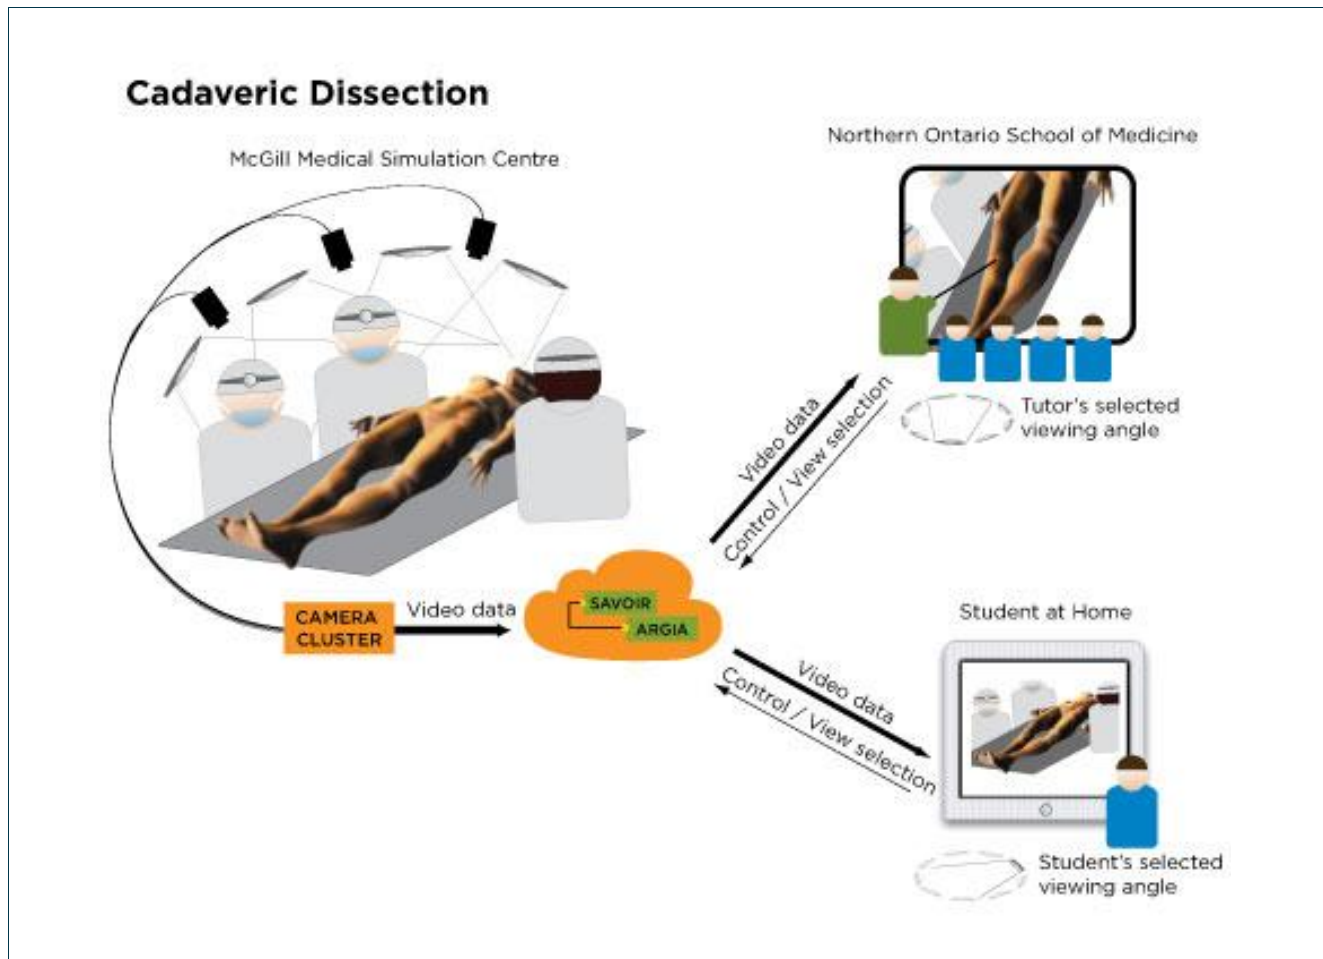 Cadaveric Dissection
McGill Medical Simulation Centre
Northern Ontario School of Medicine
Tutor's selected
viewing angle
Video data
Control / View selection
CAMERA
CLUSTER
Video data
SAVOIR
ARGIA
Student at Home
Video data
Control / View selection
Student's selected
viewing angle